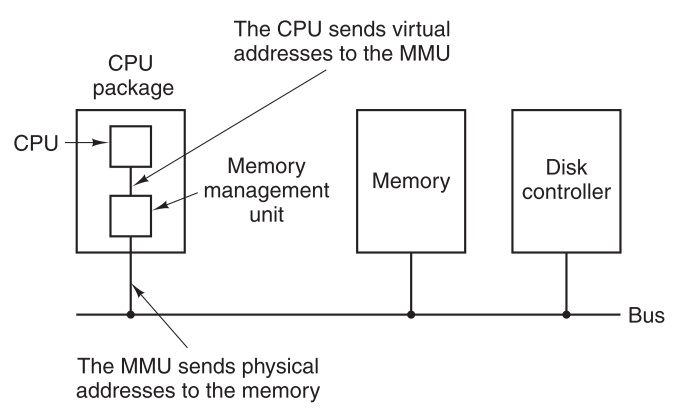 The CPU sends virtual
addresses to the MMU
CPU
package
CPU
Memory
management
unit
Memory
Disk
controller
Bus
The MMU sends physical
addresses to the memory